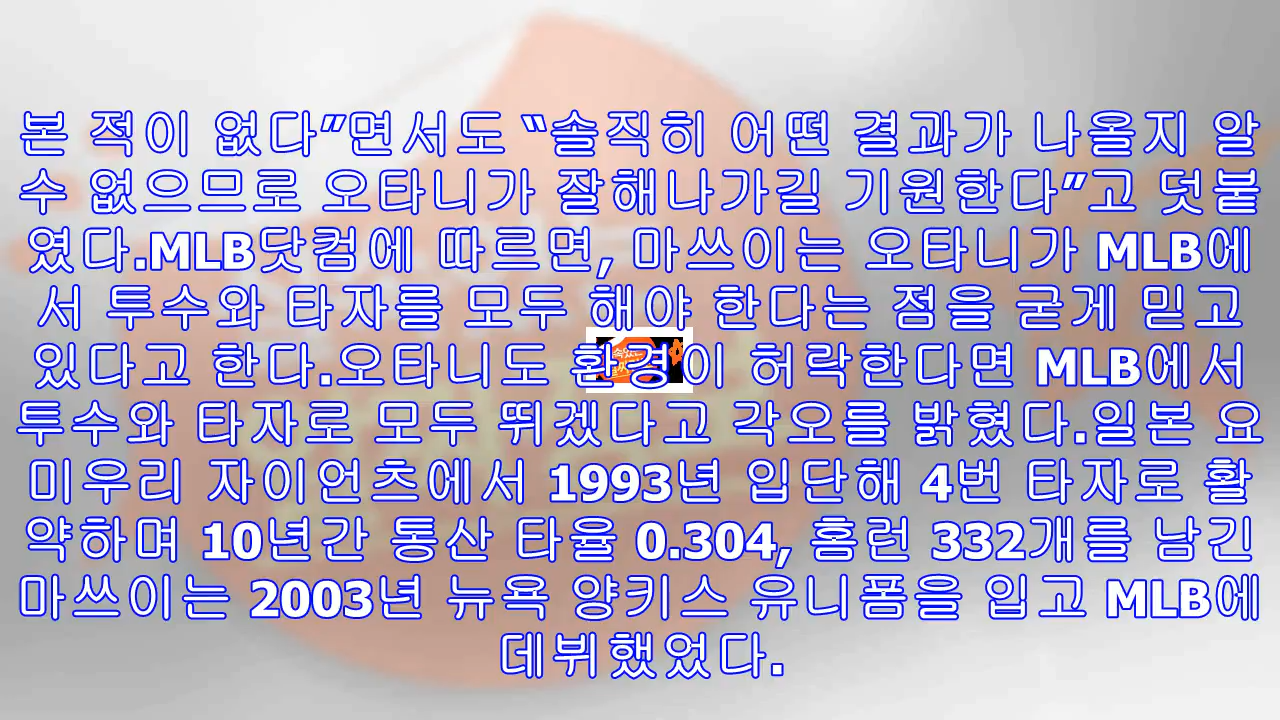 본 적이 없다”면서도 “솔직히 어떤 결과가 나올지 알
수 없으므로 오타니가 잘해나가길 기원한다”고 덧붙
였다.MLB닷컴에 따르면, 마쓰이는 오타니가 MLB에
서 투수와 타자를 모두 해야 한다는 점을 굳게 믿고
있다고 한다.오타니도 환경이 허락한다면 MLB에서
투수와 타자로 모두 뛰겠다고 각오를 밝혔다.일본 요
미우리 자이언츠에서 1993년 입단해 4번 타자로 활
약하며 10년간 통산 타율 0.304, 홈런 332개를 남긴
마쓰이는 2003년 뉴욕 양키스 유니폼을 입고 MLB에
데뷔했었다.